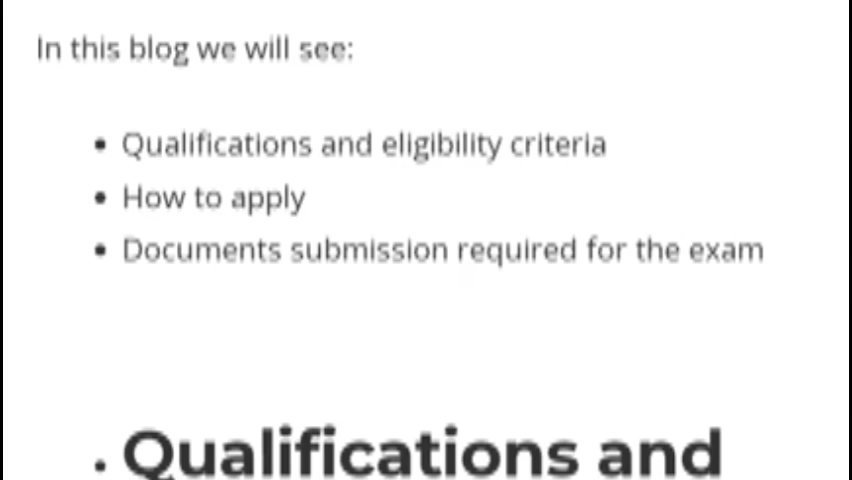 In this blog we will see:
• Qualifications and eligibility criteria
• How to apply
• Documents submission required for the exam
• Qualifications and